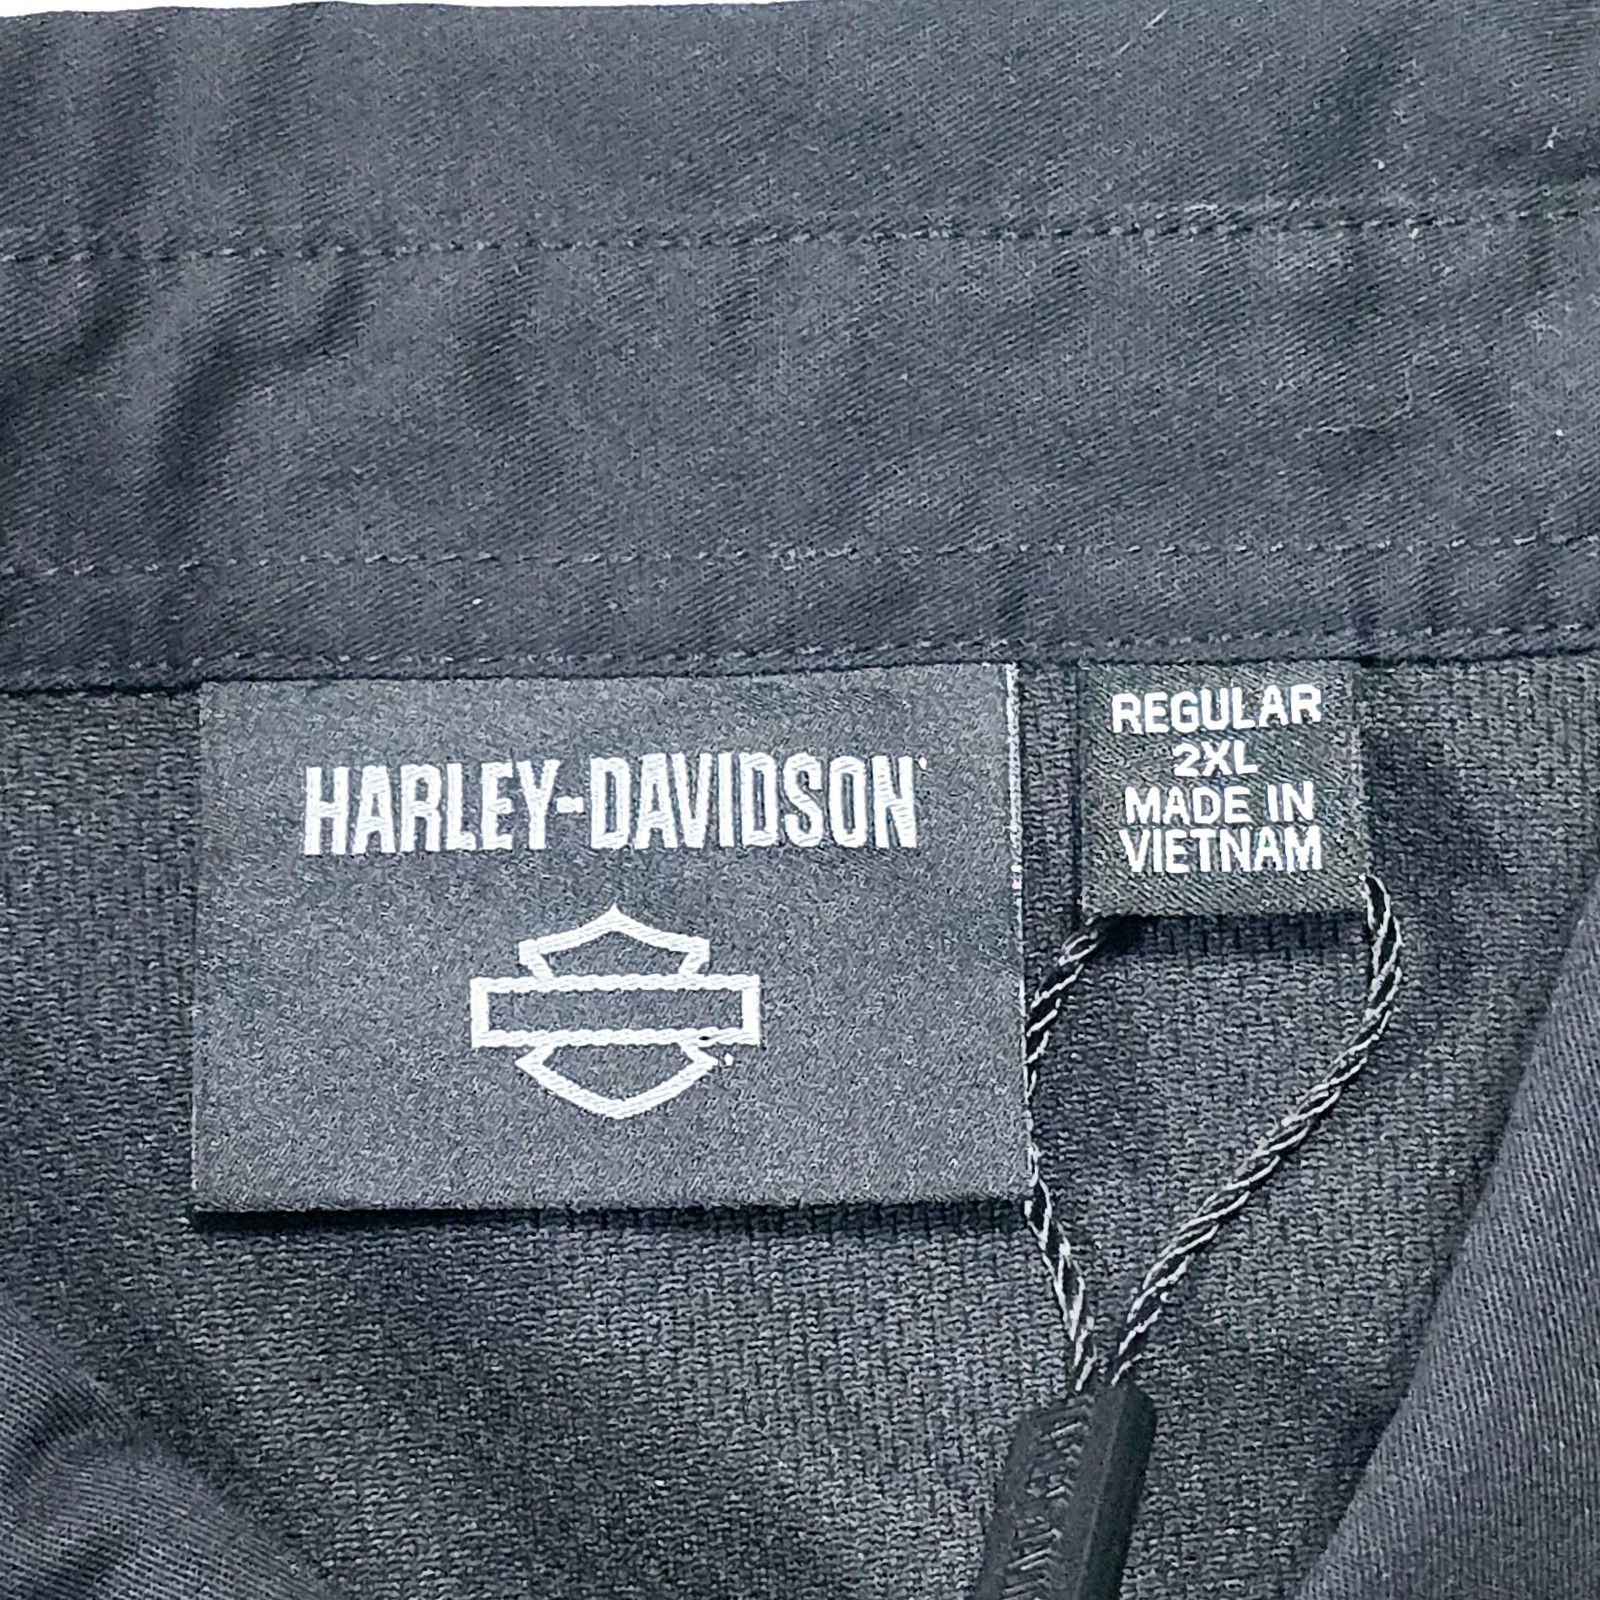 HARLEY-DAVIDSON
REGULAR
2XL
MADE IN
VIETNAM